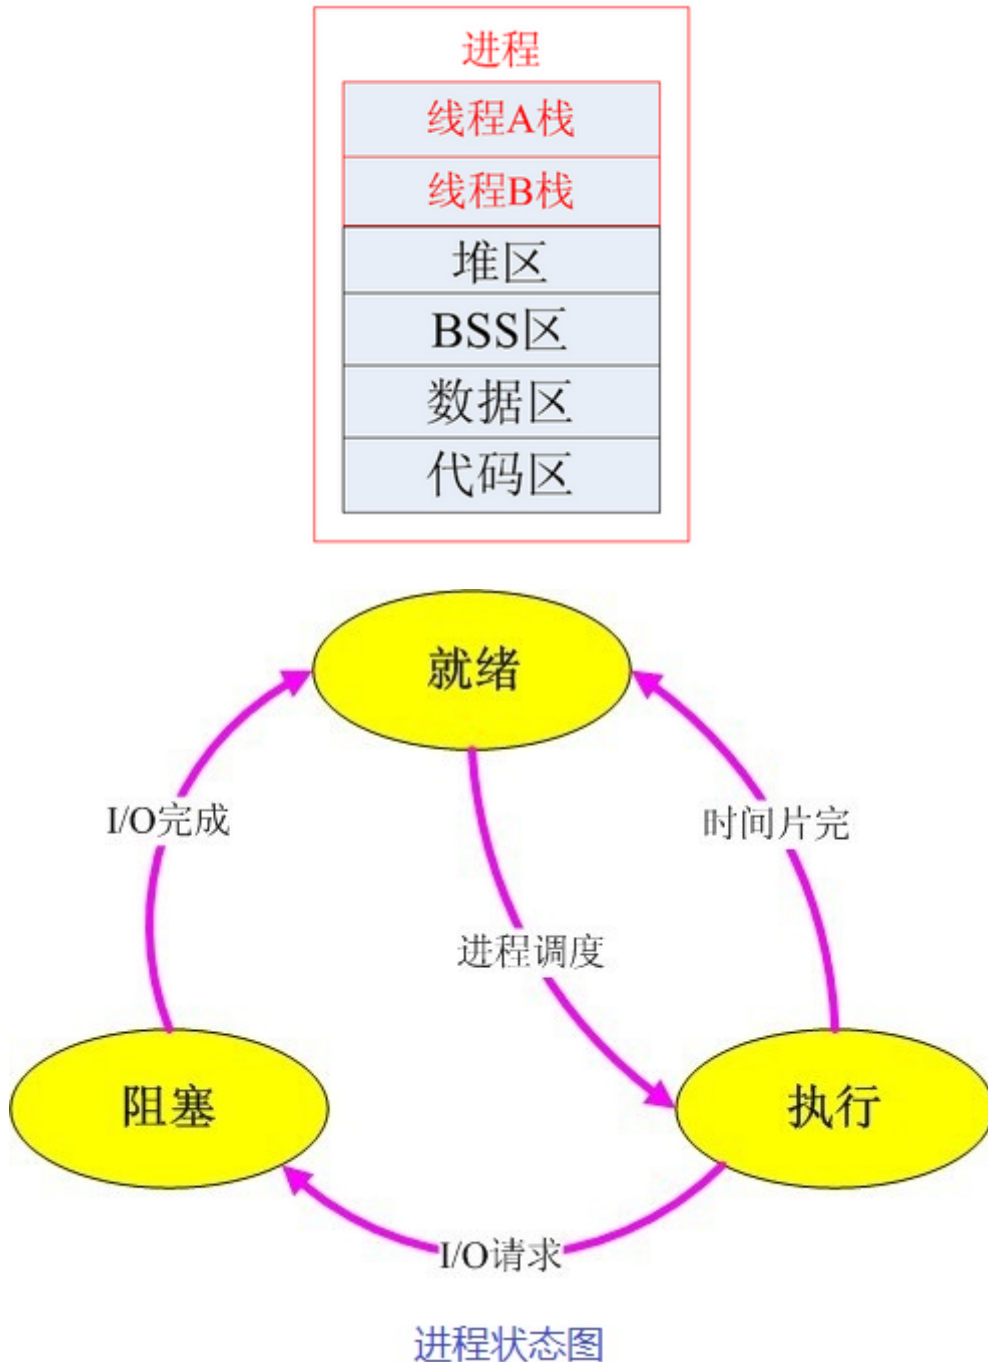 进程
线程A栈
线程B栈
堆区
BSS区
数据区
代码区
就绪
I/O完成
时间片完
进程调度
阻塞
执行
I/O请求
进程状态图